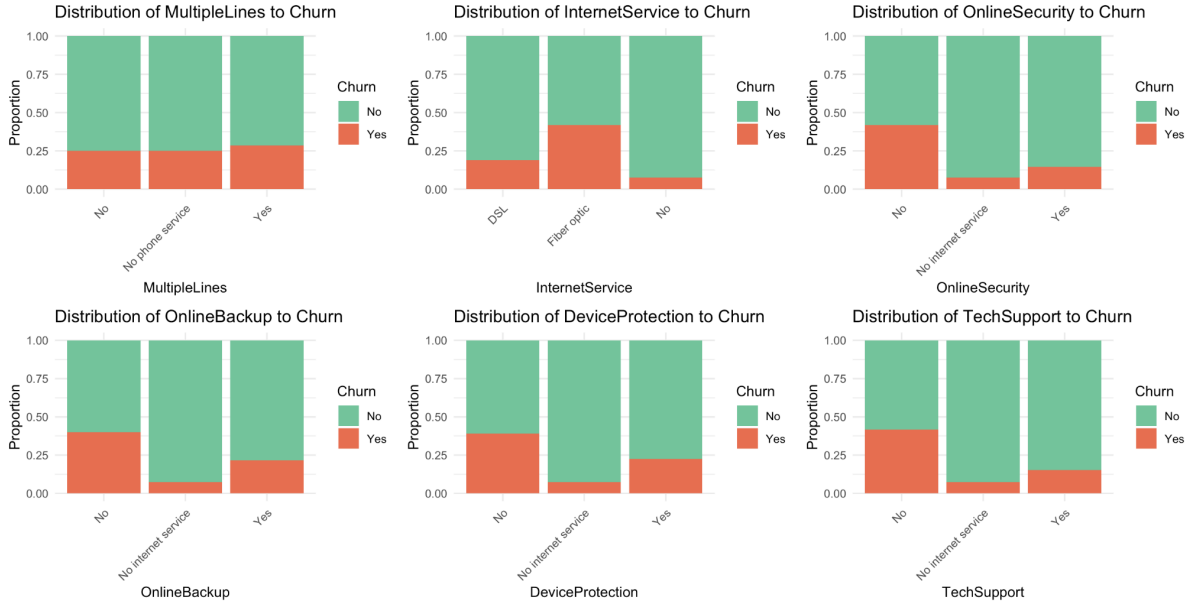 Distribution of MultipleLines to Churn
1.00
0.75
0.50
0.25
0.00
Proportion
No
No phone service
Yes
MultipleLines
Churn
No
Yes
Distribution of InternetService to Churn
1.00
0.75
0.50
0.25
0.00
Proportion
DSL
Fiber optic
No
InternetService
Churn
No
Yes
Distribution of OnlineSecurity to Churn
1.00
0.75
0.50
0.25
0.00
Proportion
No
No internet service
Yes
OnlineSecurity
Churn
No
Yes
Distribution of OnlineBackup to Churn
1.00
0.75
0.50
0.25
0.00
Proportion
No
No internet service
Yes
OnlineBackup
Churn
No
Yes
Distribution of DeviceProtection to Churn
1.00
0.75
0.50
0.25
0.00
Proportion
No
No internet service
Yes
DeviceProtection
Churn
No
Yes
Distribution of TechSupport to Churn
1.00
0.75
0.50
0.25
0.00
Proportion
No
No internet service
Yes
TechSupport
Churn
No
Yes